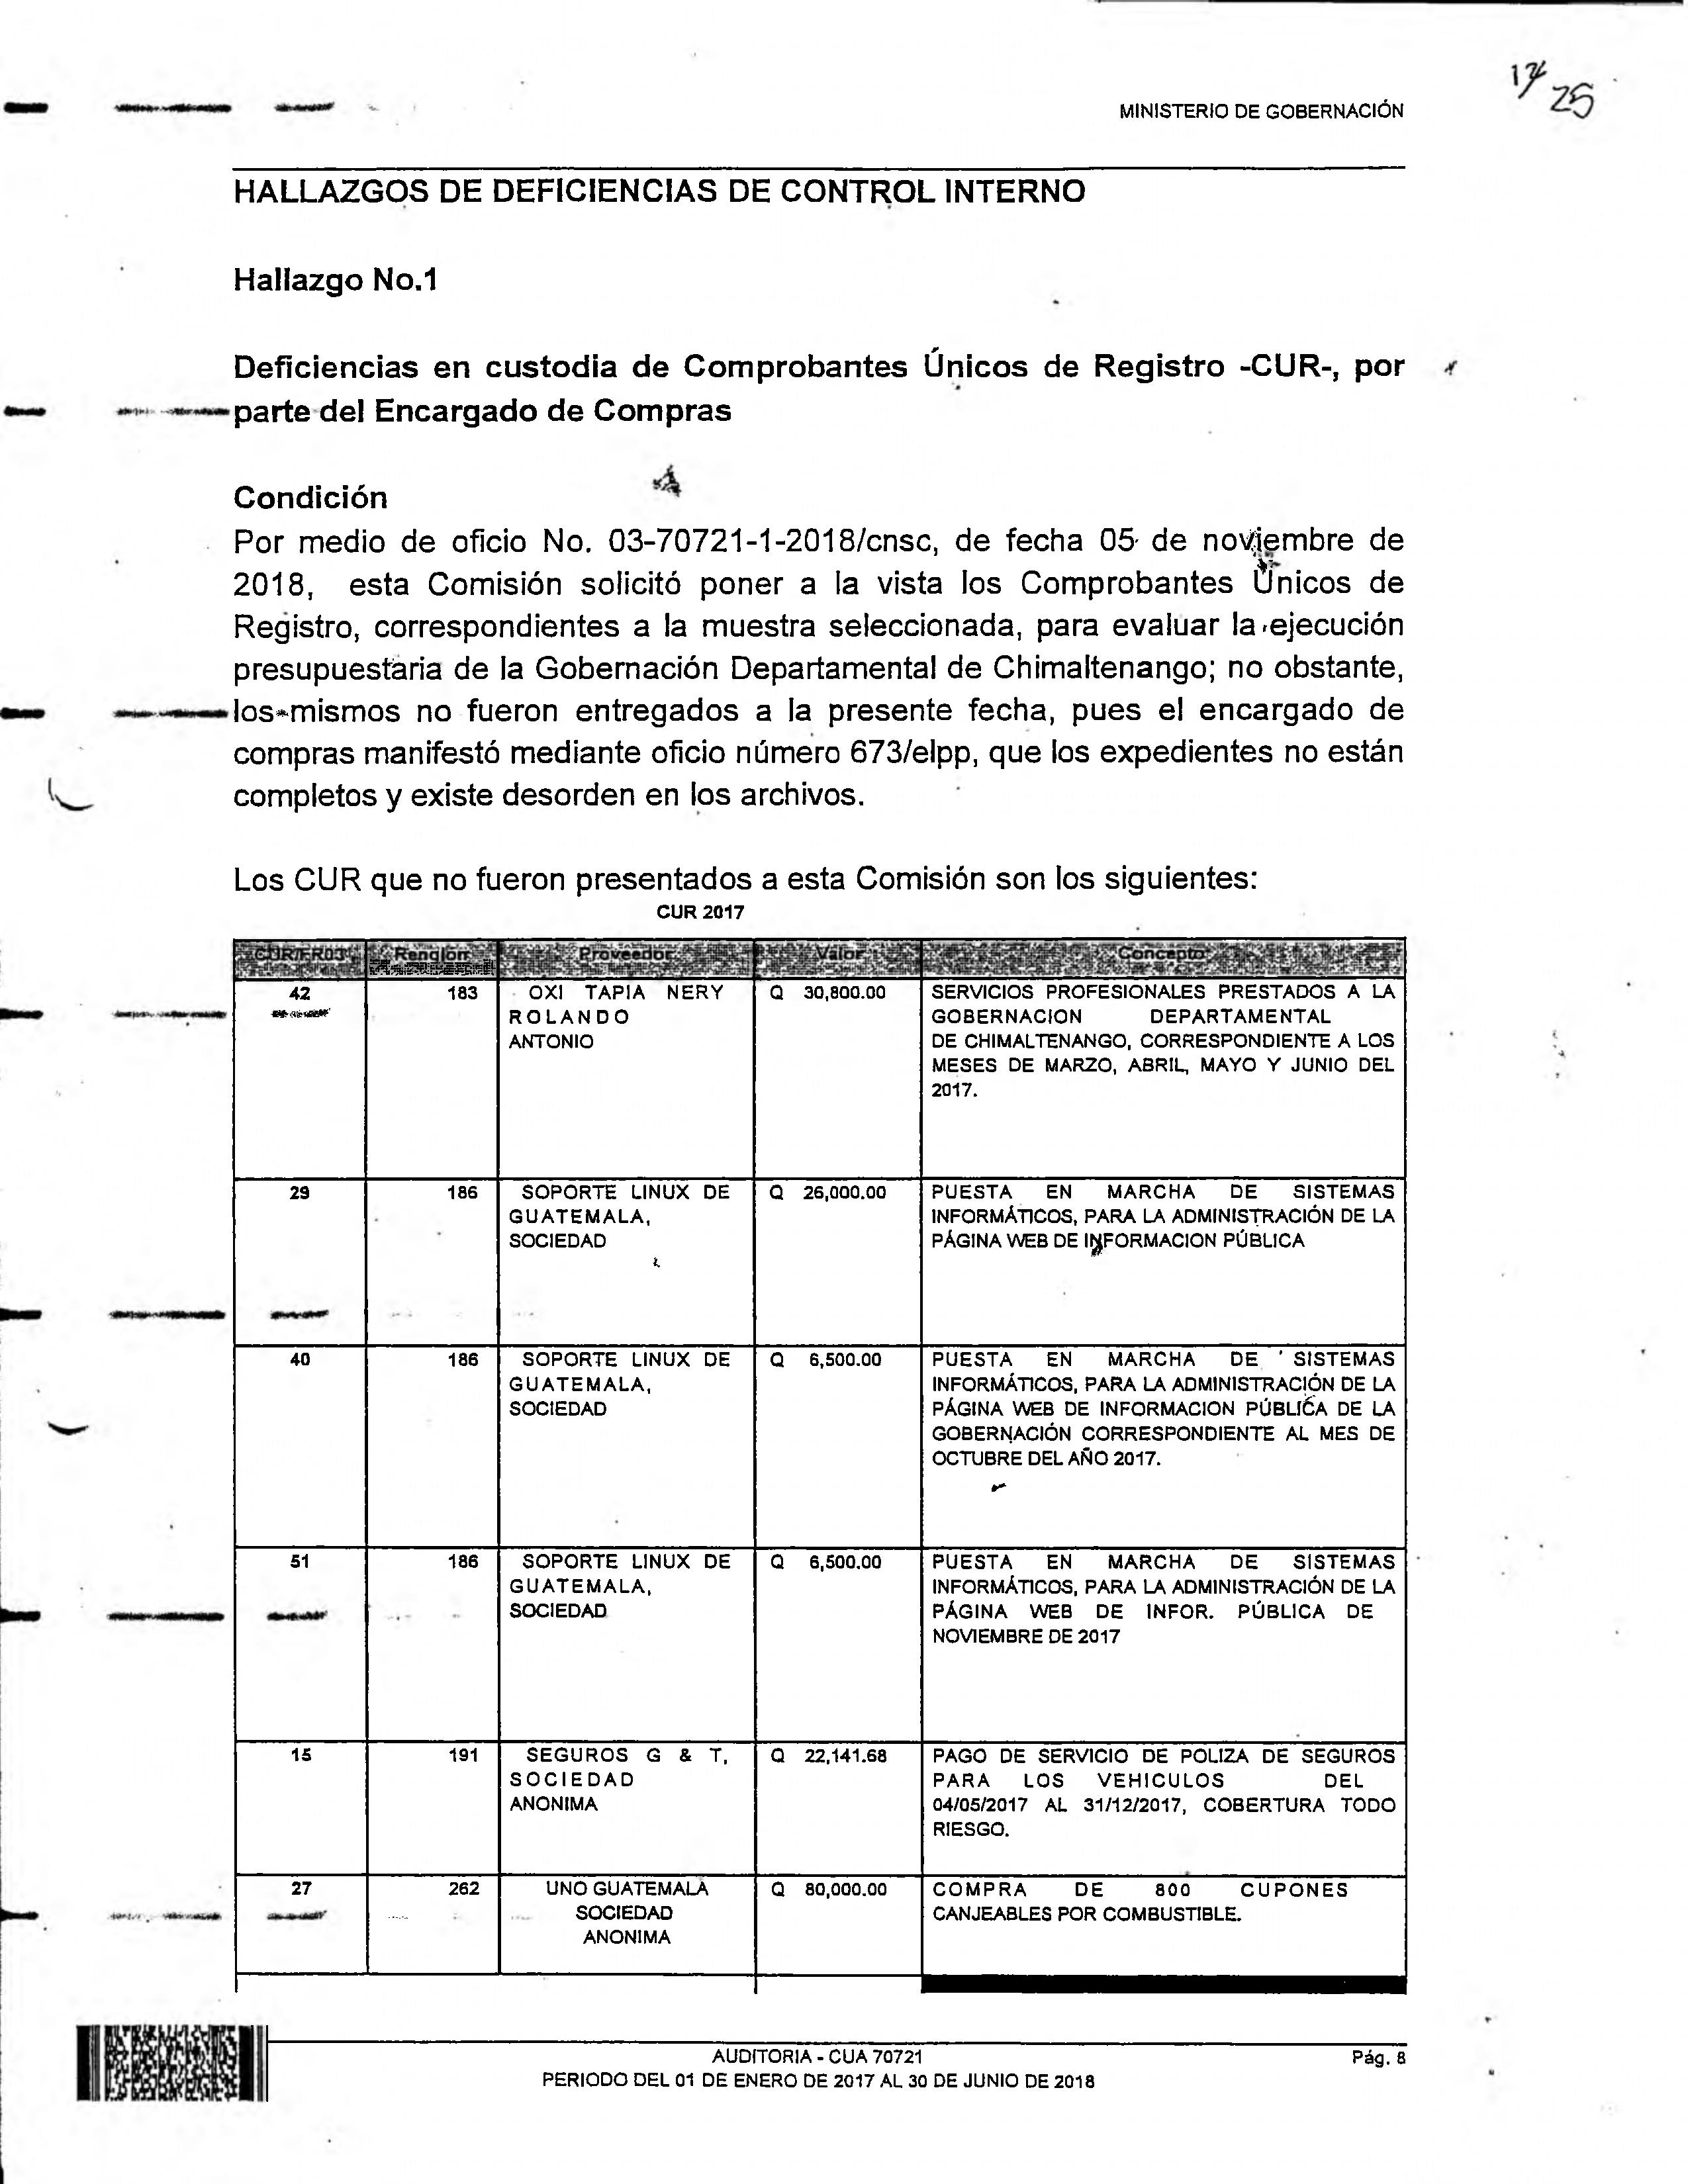 17 25
MINISTERIO DE GOBERNACIÓN
HALLAZGOS DE DEFICIENCIAS DE CONTROL INTERNO
Hallazgo No.1
Deficiencias en custodia de Comprobantes Únicos de Registro -CUR-, por
parte del Encargado de Compras
Condición
Por medio de oficio No. 03-70721-1-2018/cnsc, de fecha 05 de noviembre de
2018, esta Comisión solicitó poner a la vista los Comprobantes Únicos de
Registro, correspondientes a la muestra seleccionada, para evaluar la ejecución
presupuestaria de la Gobernación Departamental de Chimaltenango; no obstante,
los mismos no fueron entregados a la presente fecha, pues el encargado de
compras manifestó mediante oficio número 673/elpp, que los expedientes no están
completos y existe desorden en los archivos.
Los CUR que no fueron presentados a esta Comisión son los siguientes:
CUR 2017
CUR/FR03 Renglón Proveedor Valor Concepto
42 183 OXI TAPIA NERY Q 30,800.00 SERVICIOS PROFESIONALES PRESTADOS A LA
ROLANDO GOBERNACION DEPARTAMENTAL
ANTONIO DE CHIMALTENANGO, CORRESPONDIENTE A LOS
MESES DE MARZO, ABRIL, MAYO Y JUNIO DEL
2017.
29 186 SOPORTE LINUX DE Q 26,000.00 PUESTA EN MARCHA DE SISTEMAS
GUATEMALA, INFORMÁTICOS, PARA LA ADMINISTRACIÓN DE LA
SOCIEDAD PÁGINA WEB DE INFORMACION PÚBLICA
40 186 SOPORTE LINUX DE Q 6,500.00 PUESTA EN MARCHA DE SISTEMAS
GUATEMALA, INFORMÁTICOS, PARA LA ADMINISTRACIÓN DE LA
SOCIEDAD PÁGINA WEB DE INFORMACION PÚBLICA DE LA
GOBERNACIÓN CORRESPONDIENTE AL MES DE
OCTUBRE DEL AÑO 2017.
51 186 SOPORTE LINUX DE Q 6,500.00 PUESTA EN MARCHA DE SISTEMAS
GUATEMALA, INFORMÁTICOS, PARA LA ADMINISTRACIÓN DE LA
SOCIEDAD PÁGINA WEB DE INFOR. PÚBLICA DE
NOVIEMBRE DE 2017
15 191 SEGUROS G & T, Q 22,141.68 PAGO DE SERVICIO DE POLIZA DE SEGUROS
SOCIEDAD PARA LOS VEHICULOS DEL
ANONIMA 04/05/2017 AL 31/12/2017, COBERTURA TODO
RIESGO.
27 262 UNO GUATEMALA Q 80,000.00 COMPRA DE 800 CUPONES
SOCIEDAD CANJEABLES POR COMBUSTIBLE.
ANONIMA
AUDITORIA - CUA 70721 Pág. 8
PERIODO DEL 01 DE ENERO DE 2017 AL 30 DE JUNIO DE 2018